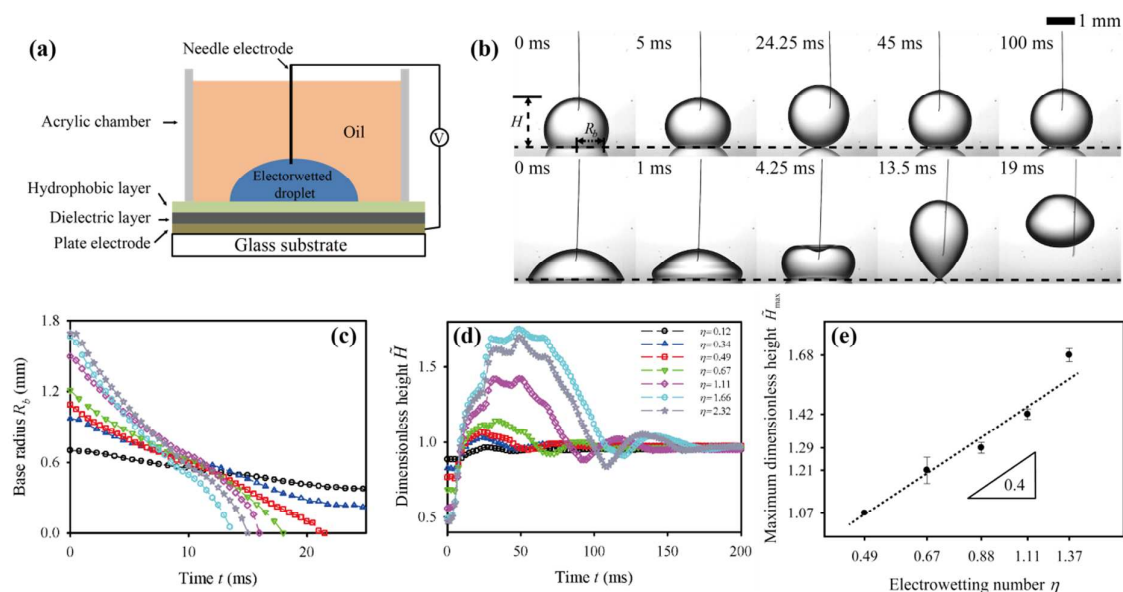 (a)
Needle electrode
Acrylic chamber
Oil
V
Electorwetted
droplet
Hydrophobic layer
Dielectric layer
Plate electrode
Glass substrate
(b)
1 mm
0 ms
5 ms
24.25 ms
45 ms
100 ms
H
R_b
0 ms
1 ms
4.25 ms
13.5 ms
19 ms
(c)
Base radius R_b (mm)
1.8
1.2
0.6
0.0
0
10
20
Time t (ms)
(d)
Dimensionless height H̃
1.5
1.0
0.5
η=0.12
η=0.34
η=0.49
η=0.67
η=1.11
η=1.66
η=2.32
0
50
100
150
200
Time t (ms)
(e)
Maximum dimensionless height H̃_max
1.68
1.42
1.29
1.21
1.07
0.4
0.49
0.67
0.88
1.11
1.37
Electrowetting number η